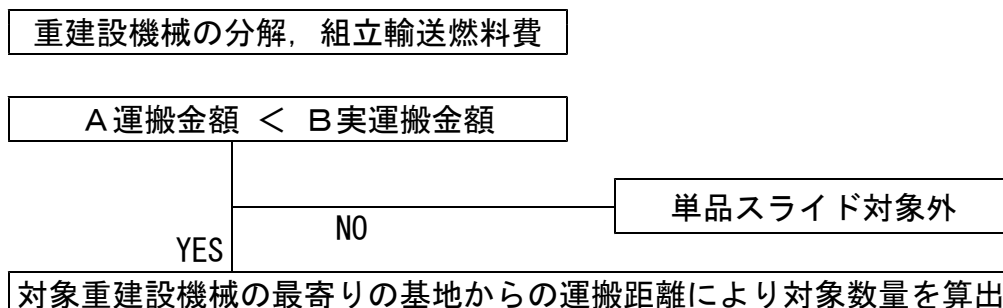 重建設機械の分解，組立輸送燃料費
Ａ運搬金額 ＜ Ｂ実運搬金額
単品スライド対象外
NO
YES
対象重建設機械の最寄りの基地からの運搬距離により対象数量を算出